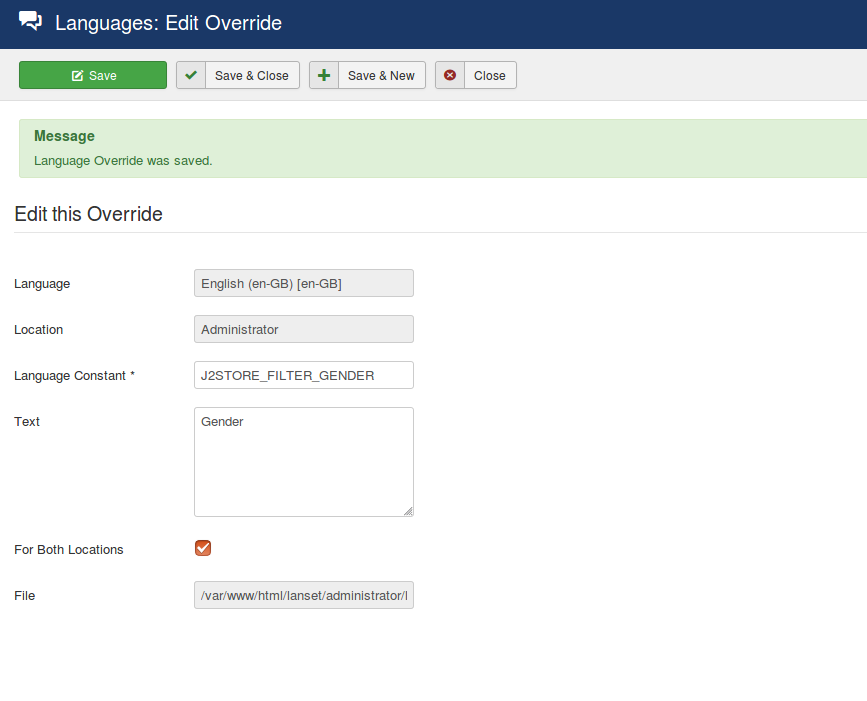 Languages: Edit Override
Save
Save & Close
Save & New
Close
Message
Language Override was saved.
Edit this Override
Language
English (en-GB) [en-GB]
Location
Administrator
Language Constant *
J2STORE_FILTER_GENDER
Text
Gender
For Both Locations
File
/var/www/html/lanset/administrator/l